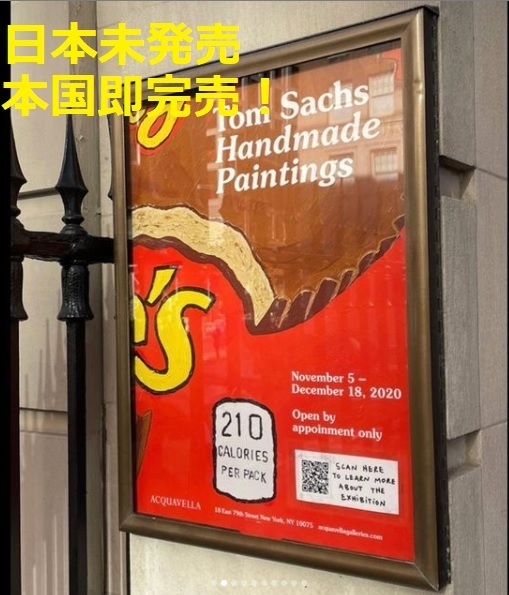 日本未発売
本国即完売！
Tom Sachs
Handmade
Paintings
's
November 5 –
December 18, 2020
Open by
appoinment only
210
CALORIES
PER PACK
SCAN HERE
TO LEARN MORE
ABOUT THE
EXHIBITION
ACQUAVELLA
18 East 79th Street New York, NY 10075 acquavellagalleries.com